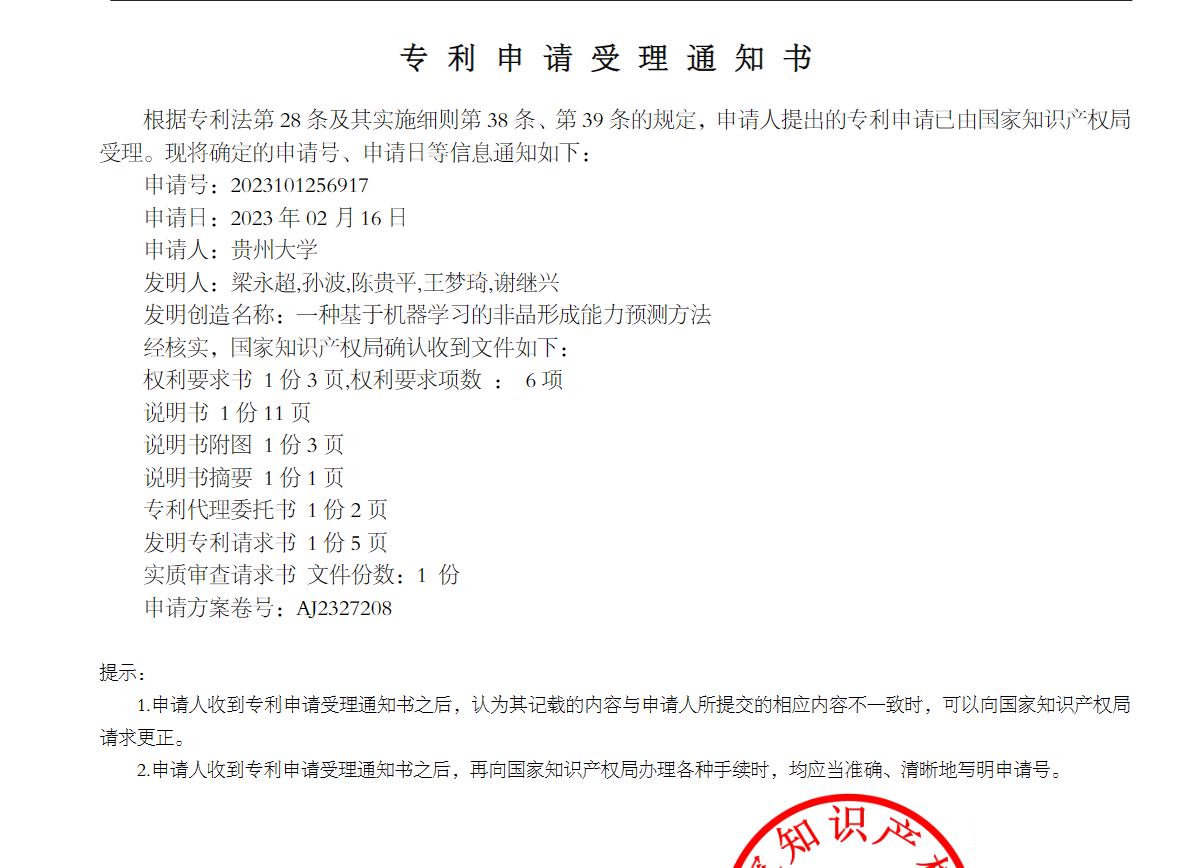 专利申请受理通知书
根据专利法第 28 条及其实施细则第 38 条、第 39 条的规定，申请人提出的专利申请已由国家知识产权局
受理。现将确定的申请号、申请日等信息通知如下：
申请号：2023101256917
申请日：2023 年 02 月 16 日
申请人：贵州大学
发明人：梁永超,孙波,陈贵平,王梦琦,谢继兴
发明创造名称：一种基于机器学习的非晶形成能力预测方法
经核实，国家知识产权局确认收到文件如下：
权利要求书 1 份 3 页,权利要求项数 ： 6 项
说明书 1 份 11 页
说明书附图 1 份 3 页
说明书摘要 1 份 1 页
专利代理委托书 1 份 2 页
发明专利请求书 1 份 5 页
实质审查请求书 文件份数：1 份
申请方案卷号：AJ2327208
提示：
1.申请人收到专利申请受理通知书之后，认为其记载的内容与申请人所提交的相应内容不一致时，可以向国家知识产权局
请求更正。
2.申请人收到专利申请受理通知书之后，再向国家知识产权局办理各种手续时，均应当准确、清晰地写明申请号。
知识产